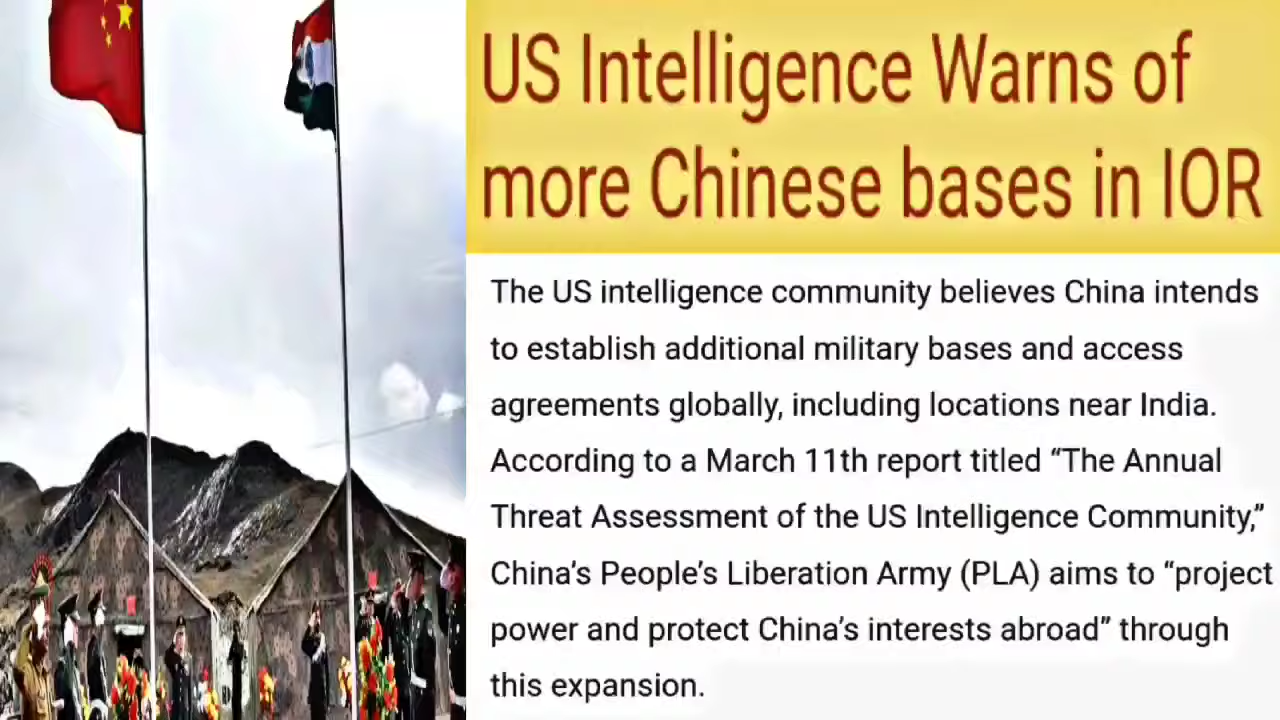 US Intelligence Warns of
more Chinese bases in IOR
The US intelligence community believes China intends
to establish additional military bases and access
agreements globally, including locations near India.
According to a March 11th report titled “The Annual
Threat Assessment of the US Intelligence Community,”
China’s People’s Liberation Army (PLA) aims to “project
power and protect China’s interests abroad” through
this expansion.